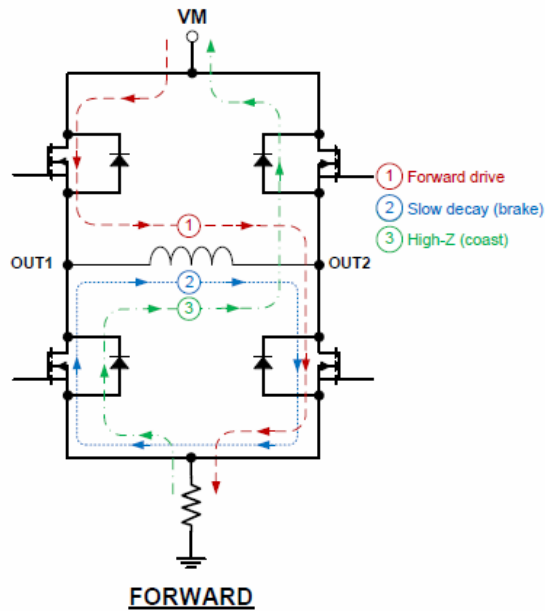 VM
1 Forward drive
2 Slow decay (brake)
3 High-Z (coast)
1
OUT1 OUT2
2
3
FORWARD